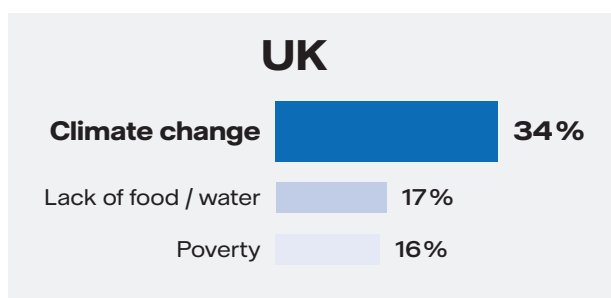 UK
Climate change 34%
Lack of food / water 17%
Poverty 16%